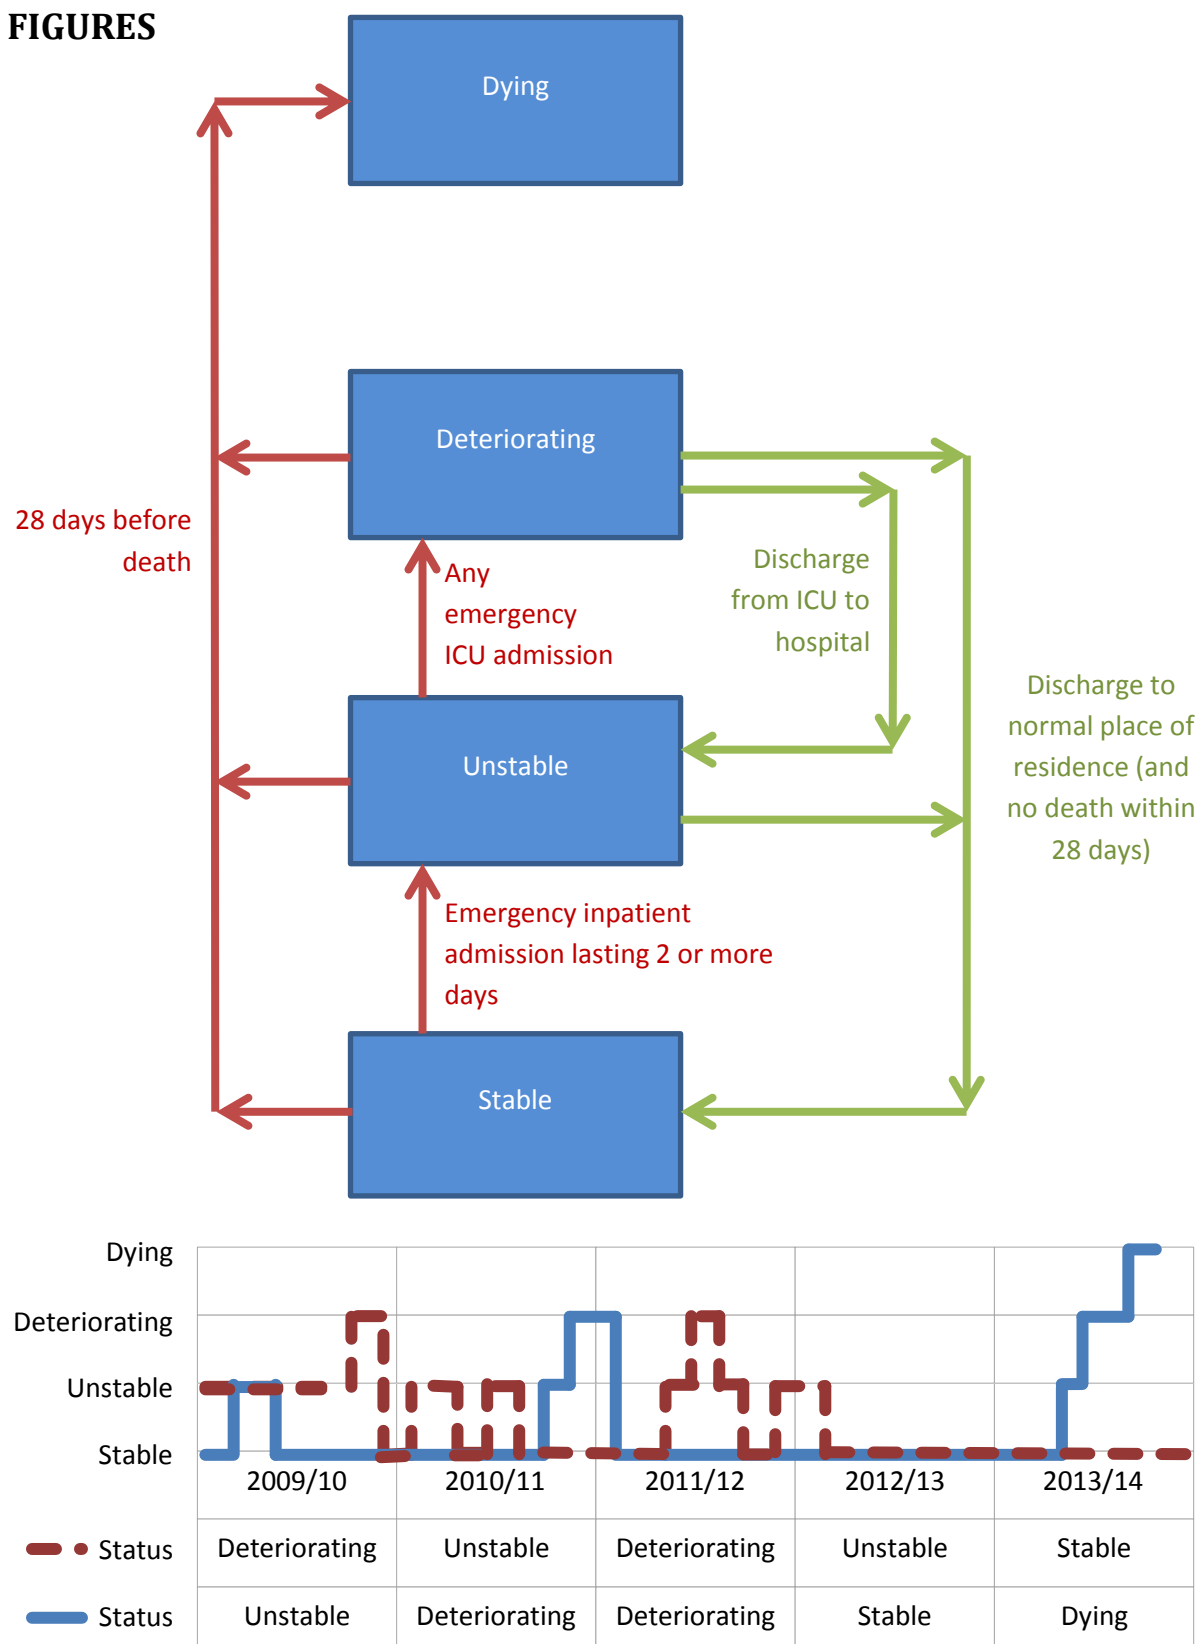 FIGURES
Dying
Deteriorating
28 days before
death
Any
emergency
ICU admission
Discharge
from ICU to
hospital
Discharge to
normal place of
residence (and
no death within
28 days)
Unstable
Emergency inpatient
admission lasting 2 or more
days
Stable
Dying
Deteriorating
Unstable
Stable
2009/10 2010/11 2011/12 2012/13 2013/14
Status Deteriorating Unstable Deteriorating Unstable Stable
Status Unstable Deteriorating Deteriorating Stable Dying